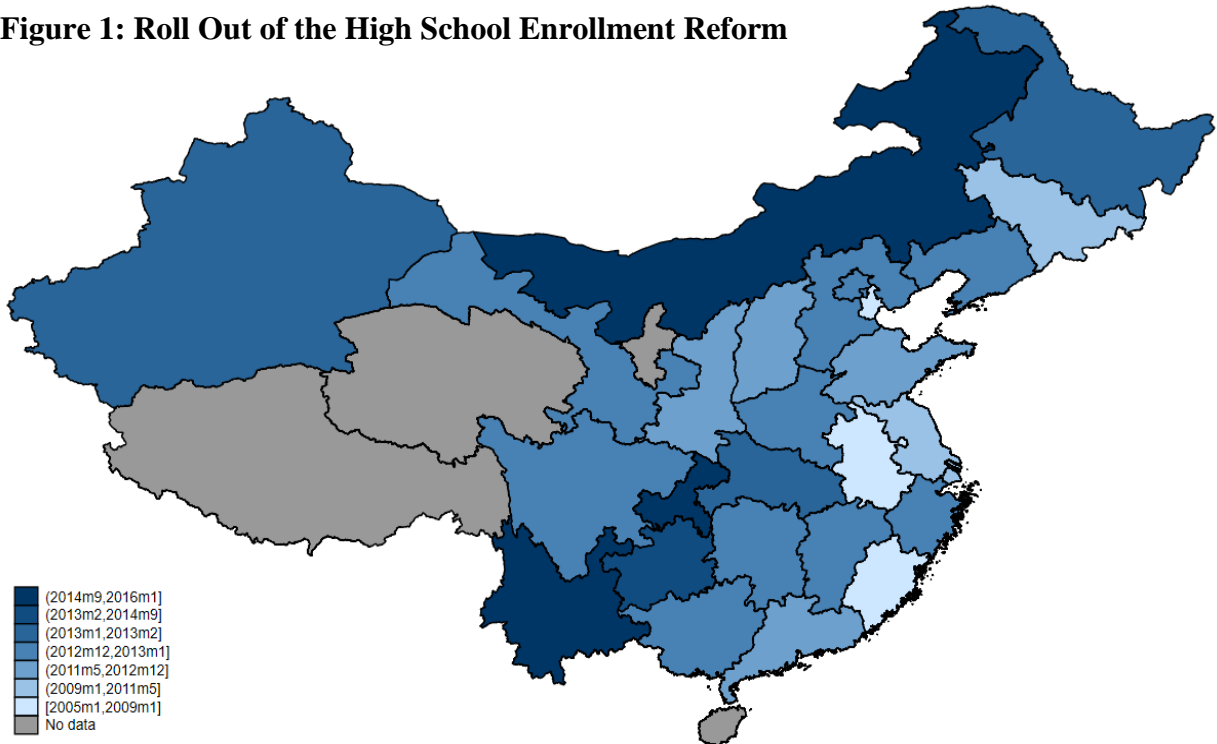 Figure 1: Roll Out of the High School Enrollment Reform
(2014m9,2016m1]
(2013m2,2014m9]
(2013m1,2013m2]
(2012m12,2013m1]
(2011m5,2012m12]
(2009m1,2011m5]
[2005m1,2009m1]
No data